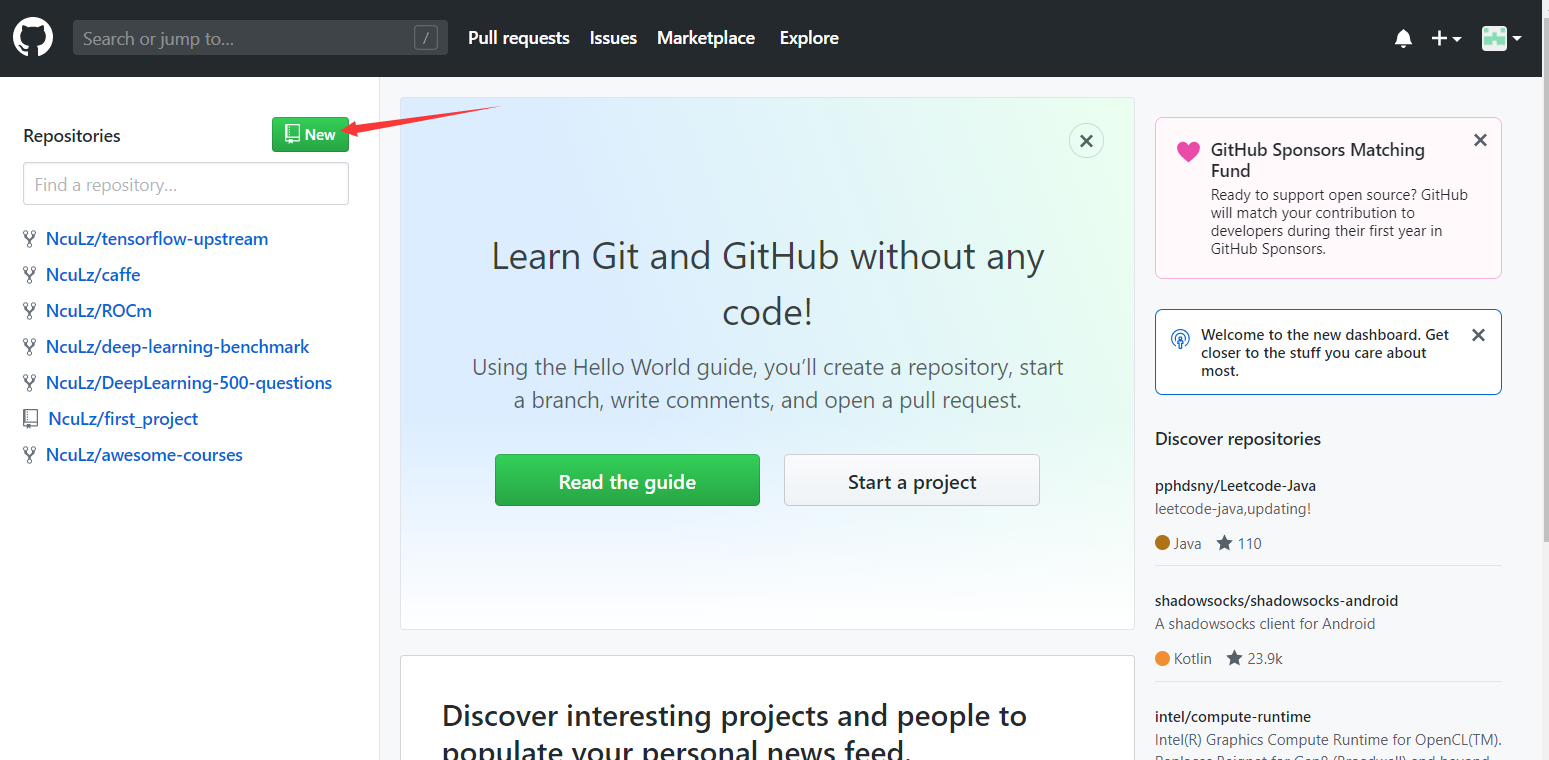 Search or jump to...
/
Pull requests
Issues
Marketplace
Explore
Repositories
New
Find a repository...
NcuLz/tensorflow-upstream
NcuLz/caffe
NcuLz/ROCm
NcuLz/deep-learning-benchmark
NcuLz/DeepLearning-500-questions
NcuLz/first_project
NcuLz/awesome-courses
Learn Git and GitHub without any
code!
Using the Hello World guide, you’ll create a repository, start
a branch, write comments, and open a pull request.
Read the guide
Start a project
Discover interesting projects and people to
populate your personal news feed.
GitHub Sponsors Matching
Fund
Ready to support open source? GitHub
will match your contribution to
developers during their first year in
GitHub Sponsors.
Welcome to the new dashboard. Get
closer to the stuff you care about
most.
Discover repositories
pphdsny/Leetcode-Java
leetcode-java,updating!
Java 110
shadowsocks/shadowsocks-android
A shadowsocks client for Android
Kotlin 23.9k
intel/compute-runtime
Intel(R) Graphics Compute Runtime for OpenCL(TM).
Replaces Beignet for Gen8 (Broadwell) and beyond